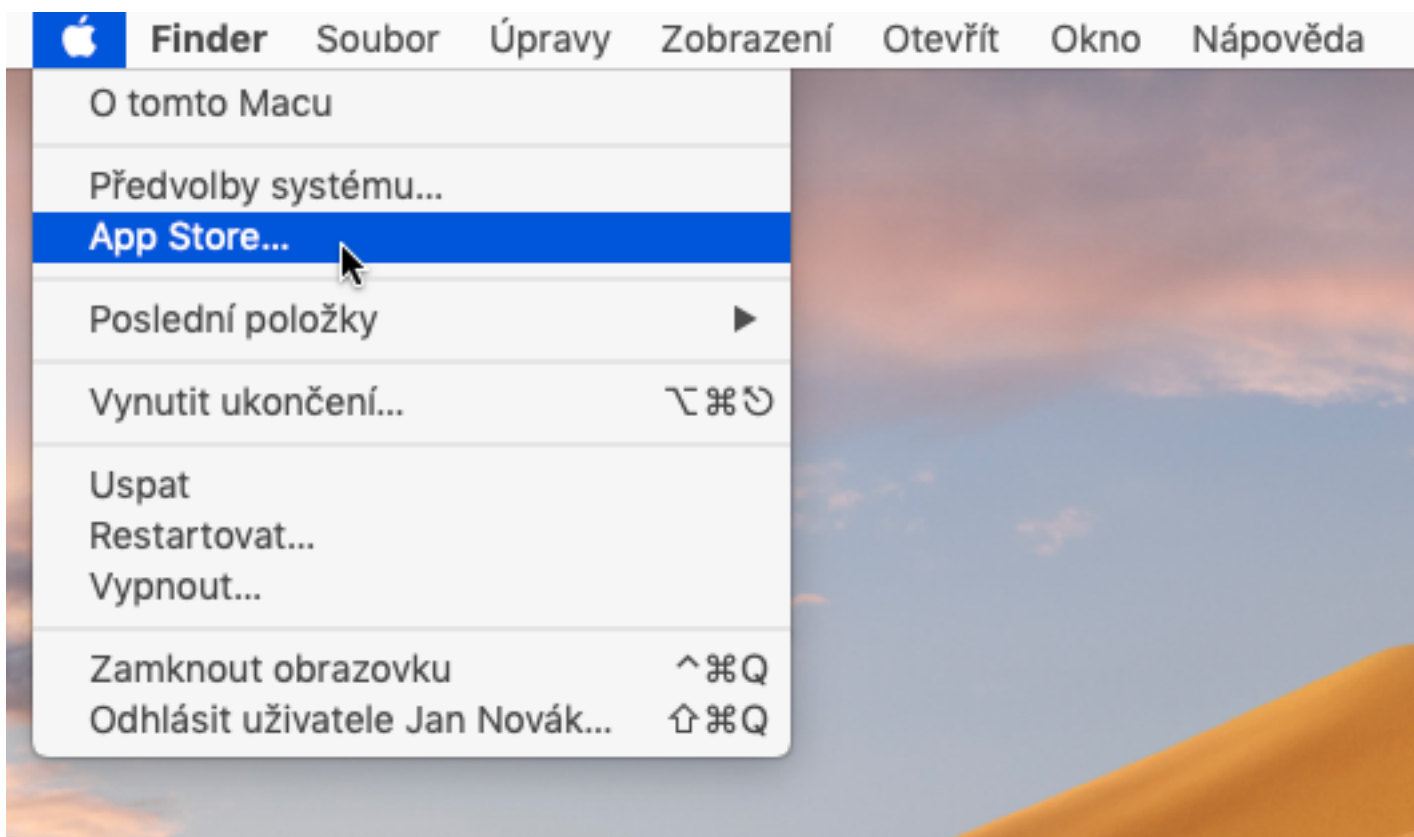 Finder Soubor Úpravy Zobrazení Otevřít Okno Nápověda
O tomto Macu
Předvolby systému...
App Store...
Poslední položky ▶
Vynutit ukončení... ⌥⌘⎋
Uspat
Restartovat...
Vypnout...
Zamknout obrazovku ^⌘Q
Odhlásit uživatele Jan Novák... ⇧⌘Q